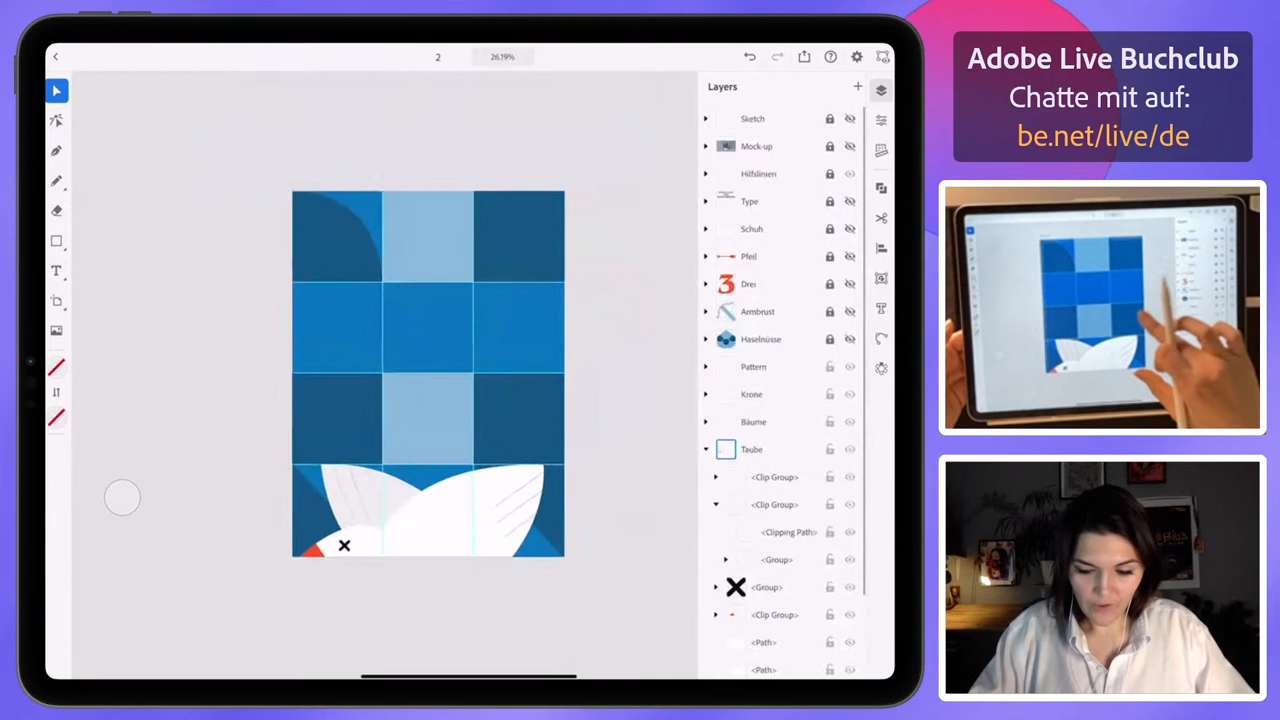 2
26.19%
Layers
Sketch
Mock-up
Hilfslinien
Type
Schuh
Pfeil
3
Drei
Armbrust
Haselnüsse
Pattern
Krone
Bäume
Taube
<Clip Group>
<Clip Group>
<Clipping Path>
<Group>
<Group>
<Clip Group>
<Path>
<Path>
Adobe Live Buchclub
Chatte mit auf:
be.net/live/de